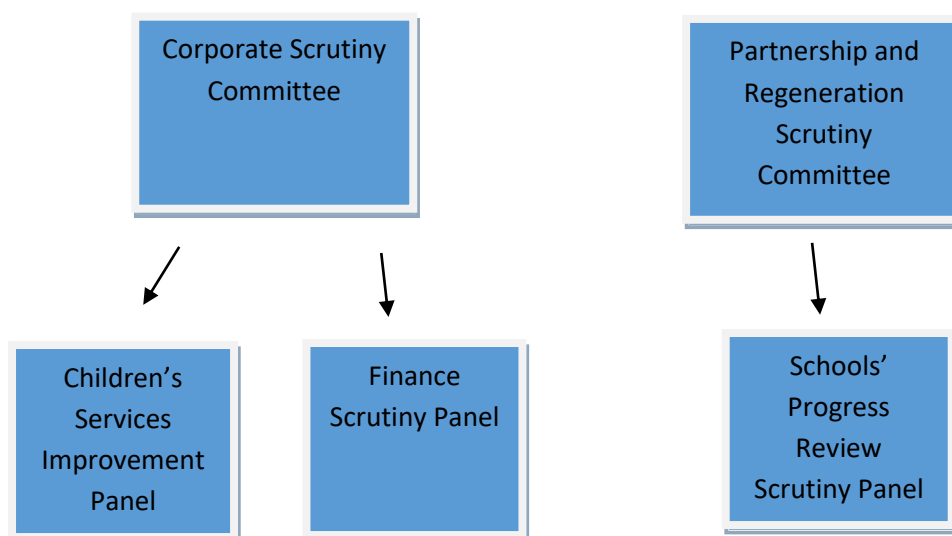 Corporate Scrutiny
Committee
Partnership and
Regeneration
Scrutiny
Committee
Children’s
Services
Improvement
Panel
Finance
Scrutiny Panel
Schools’
Progress
Review
Scrutiny Panel